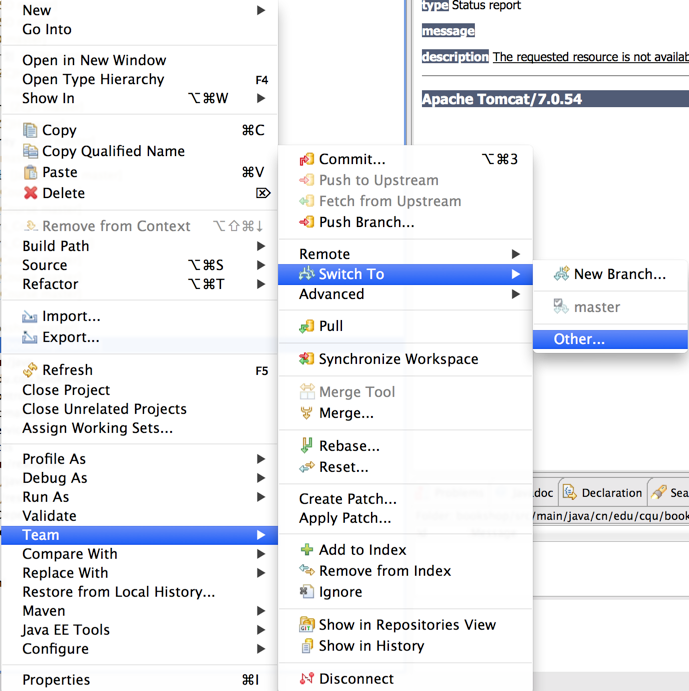 New
Go Into
Open in New Window
Open Type Hierarchy F4
Show In ⌥⌘W
Copy ⌘C
Copy Qualified Name
Paste ⌘V
Delete ⌦
Remove from Context ⌥⇧⌘↓
Build Path
Source ⌥⌘S
Refactor ⌥⌘T
Import...
Export...
Refresh F5
Close Project
Close Unrelated Projects
Assign Working Sets...
Profile As
Debug As
Run As
Validate
Team
Compare With
Replace With
Restore from Local History...
Maven
Java EE Tools
Configure
Properties ⌘I
Commit... ⌥⌘3
Push to Upstream
Fetch from Upstream
Push Branch...
Remote
Switch To
Advanced
Pull
Synchronize Workspace
Merge Tool
Merge...
Rebase...
Reset...
Create Patch...
Apply Patch...
Add to Index
Remove from Index
Ignore
GIT
Show in Repositories View
Show in History
Disconnect
New Branch...
master
Other...
type Status report
message
description The requested resource is not availab
Apache Tomcat/7.0.54
doc Declaration Sea
/main/java/cn/edu/cqu/book